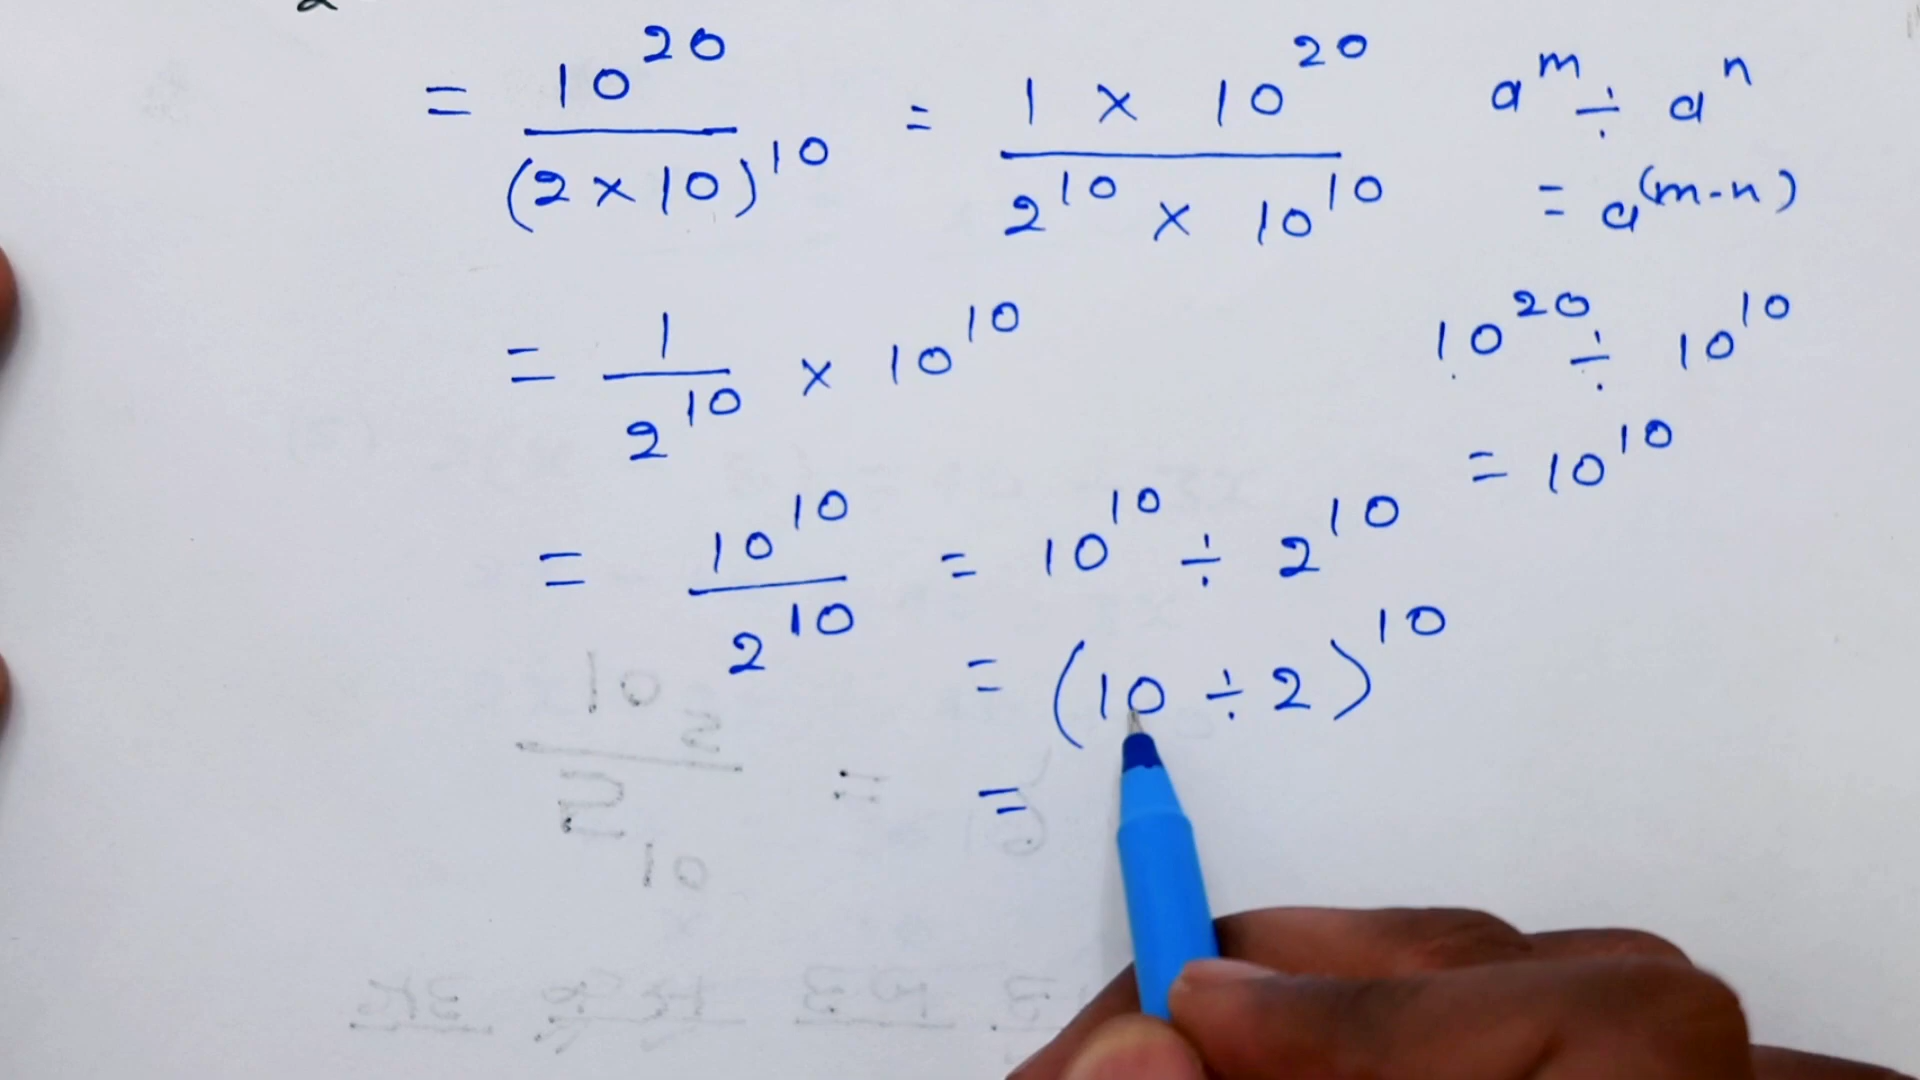 = 10^20 / (2 × 10)^10 = 1 × 10^20 / 2^10 × 10^10
a^m ÷ a^n
= a^(m-n)
= 1 / 2^10 × 10^10
10^20 ÷ 10^10
= 10^10
= 10^10 / 2^10 = 10^10 ÷ 2^10
= (10 ÷ 2)^10
=